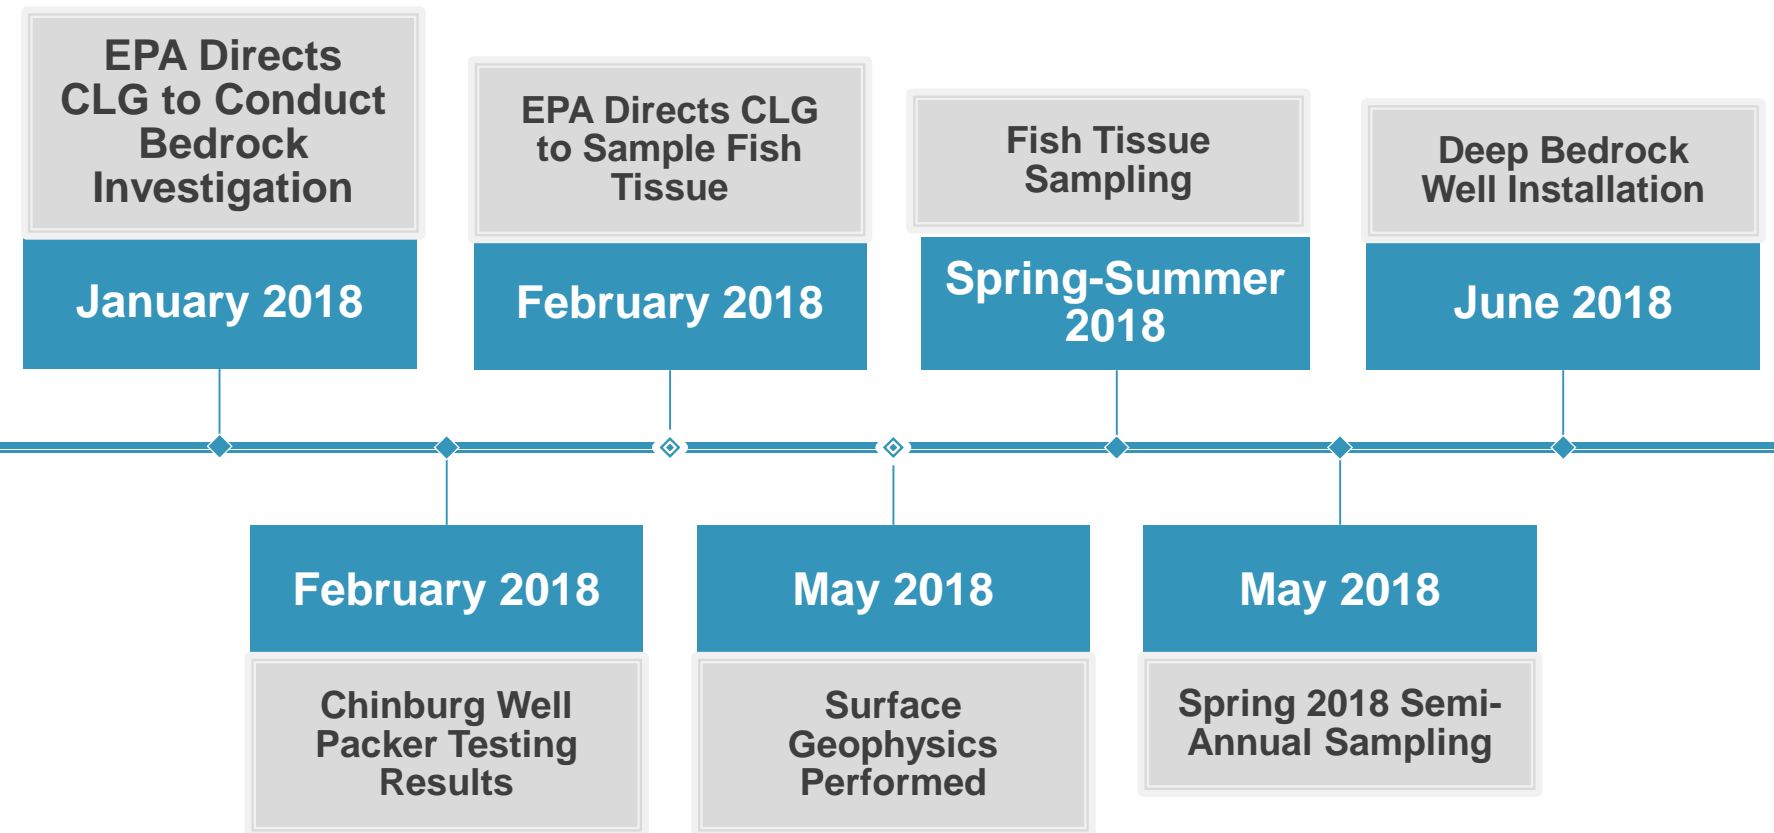 EPA Directs
CLG to Conduct
Bedrock
Investigation
January 2018
EPA Directs CLG
to Sample Fish
Tissue
February 2018
Fish Tissue
Sampling
Spring-Summer
2018
Deep Bedrock
Well Installation
June 2018
February 2018
Chinburg Well
Packer Testing
Results
May 2018
Surface
Geophysics
Performed
May 2018
Spring 2018 Semi-
Annual Sampling